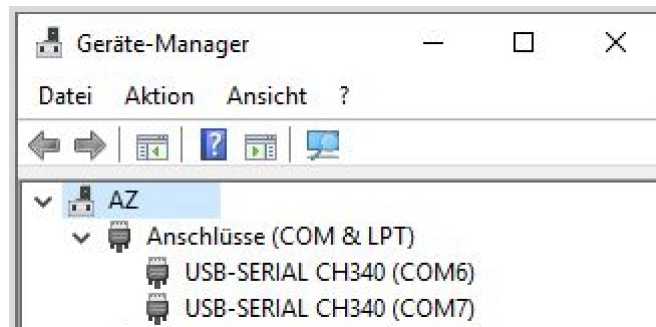 Geräte-Manager
Datei Aktion Ansicht ?
AZ
Anschlüsse (COM & LPT)
USB-SERIAL CH340 (COM6)
USB-SERIAL CH340 (COM7)